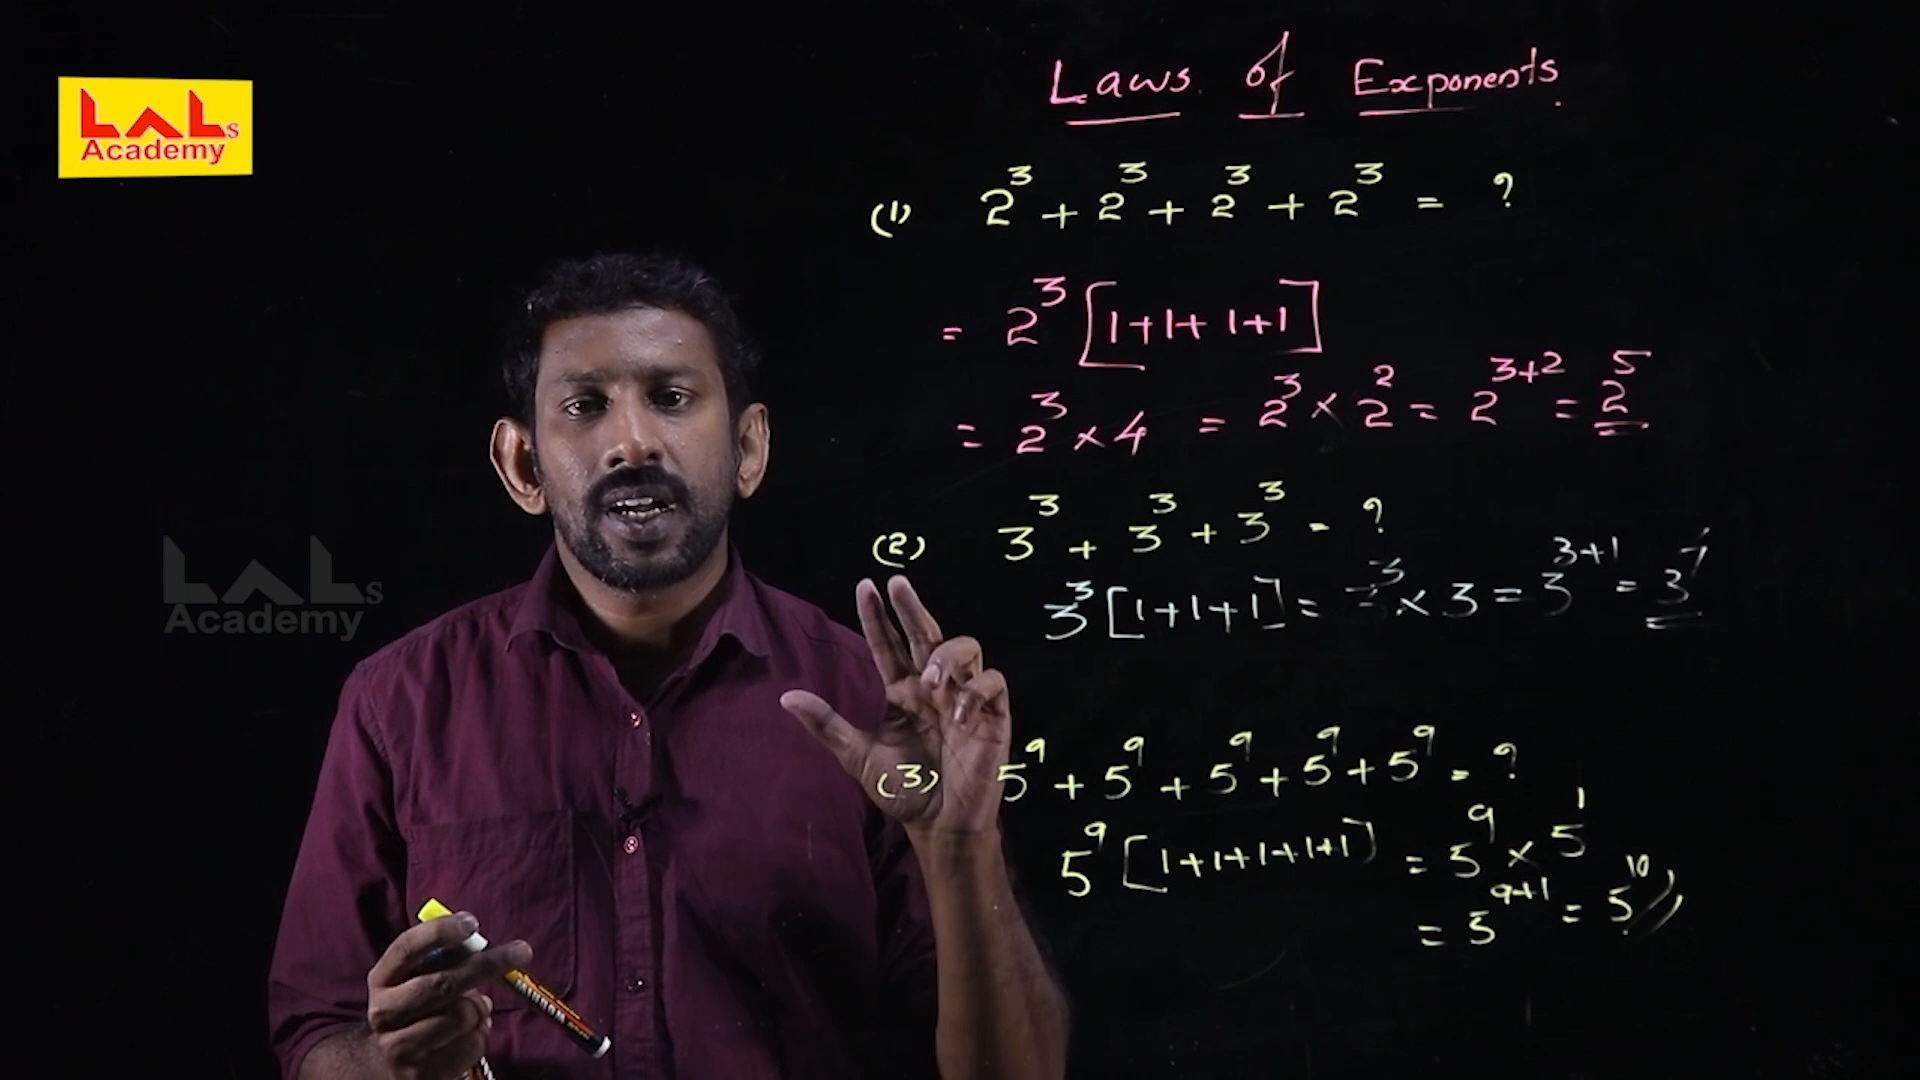 LALs
Academy
Laws of Exponents
(1) 2³ + 2³ + 2³ + 2³ = ?
= 2³ [1+1+1+1]
= 2³ × 4 = 2³ × 2² = 2³⁺² = 2⁵
(2) 3³ + 3³ + 3³ = ?
3³ [1+1+1] = 3³ × 3 = 3³⁺¹ = 3⁴
(3) 5⁹ + 5⁹ + 5⁹ + 5⁹ + 5⁹ = ?
5⁹ [1+1+1+1+1] = 5⁹ × 5¹
= 5⁹⁺¹ = 5¹⁰
LALs
Academy